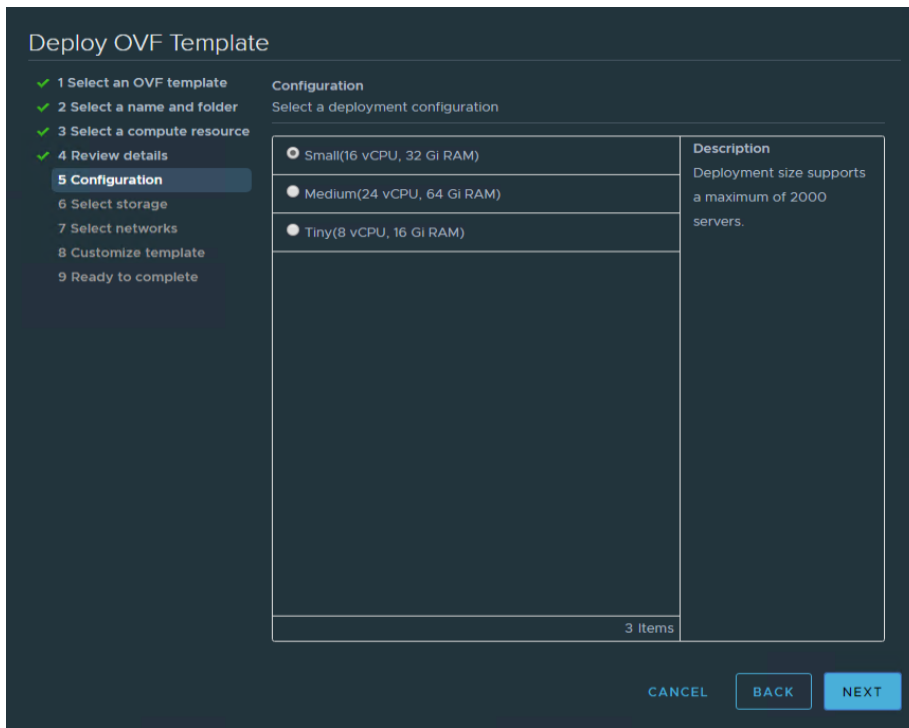 Deploy OVF Template
1 Select an OVF template
2 Select a name and folder
3 Select a compute resource
4 Review details
5 Configuration
6 Select storage
7 Select networks
8 Customize template
9 Ready to complete
Configuration
Select a deployment configuration
Small(16 vCPU, 32 Gi RAM)
Medium(24 vCPU, 64 Gi RAM)
Tiny(8 vCPU, 16 Gi RAM)
3 Items
Description
Deployment size supports
a maximum of 2000
servers.
CANCEL
BACK
NEXT